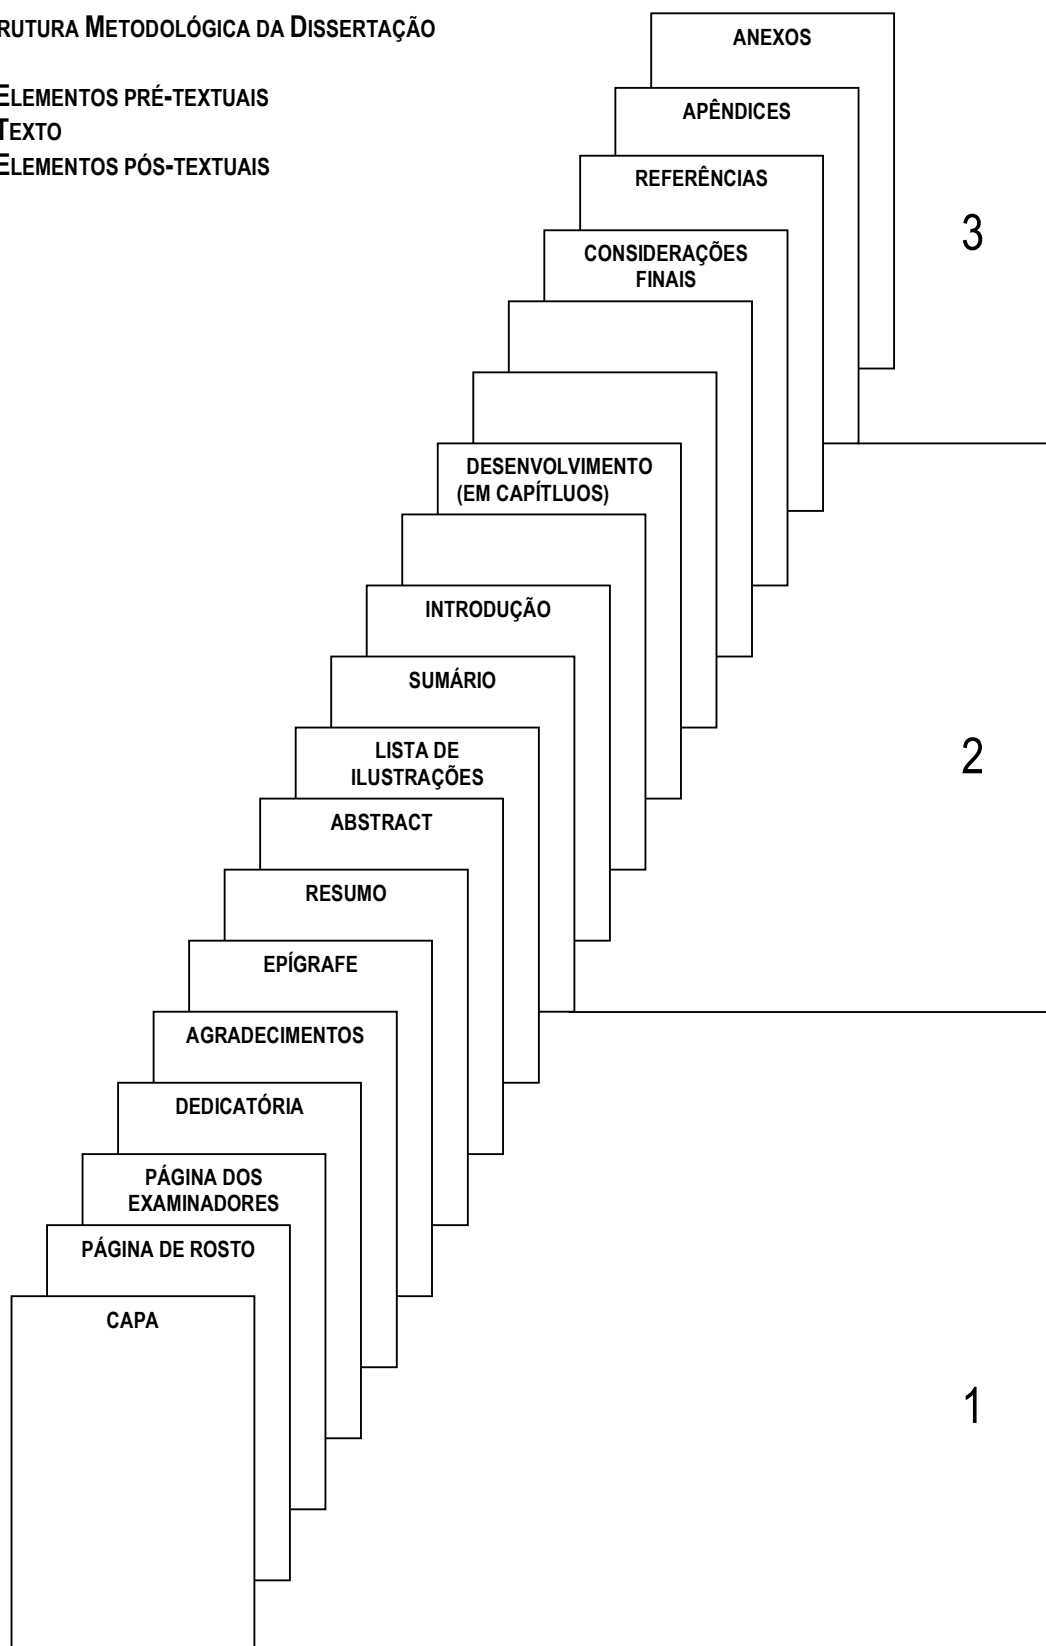 RUTURA METODOLÓGICA DA DISSERTAÇÃO
ELEMENTOS PRÉ-TEXTUAIS
TEXTO
ELEMENTOS PÓS-TEXTUAIS
ANEXOS
APÊNDICES
REFERÊNCIAS
3
CONSIDERAÇÕES
FINAIS
DESENVOLVIMENTO
(EM CAPÍTLUOS)
INTRODUÇÃO
SUMÁRIO
LISTA DE
ILUSTRAÇÕES
2
ABSTRACT
RESUMO
EPÍGRAFE
AGRADECIMENTOS
DEDICATÓRIA
PÁGINA DOS
EXAMINADORES
PÁGINA DE ROSTO
CAPA
1